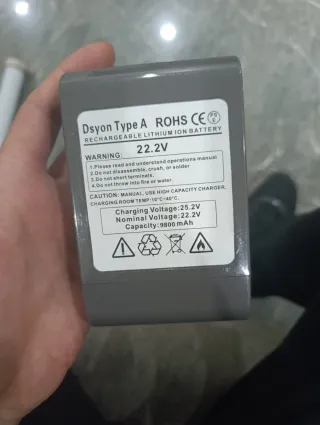 Dsyon Type A ROHS CE
RECHARGEABLE LITHIUM ION BATTERY
WARNING: 22.2V
1.Please read and understand operations manual
2.Do not disassemble, crush, or solder
3.Do not short terminals.
4.Do not throw into fire or water.
CAUTION: MANUAL, USE HIGH CAPACITY CHARGER,
CHARGING ROOM TEMP:10°C~40°C.
Charging Voltage:25.2V
Nominal Voltage:22.2V
Capacity:9800mAh